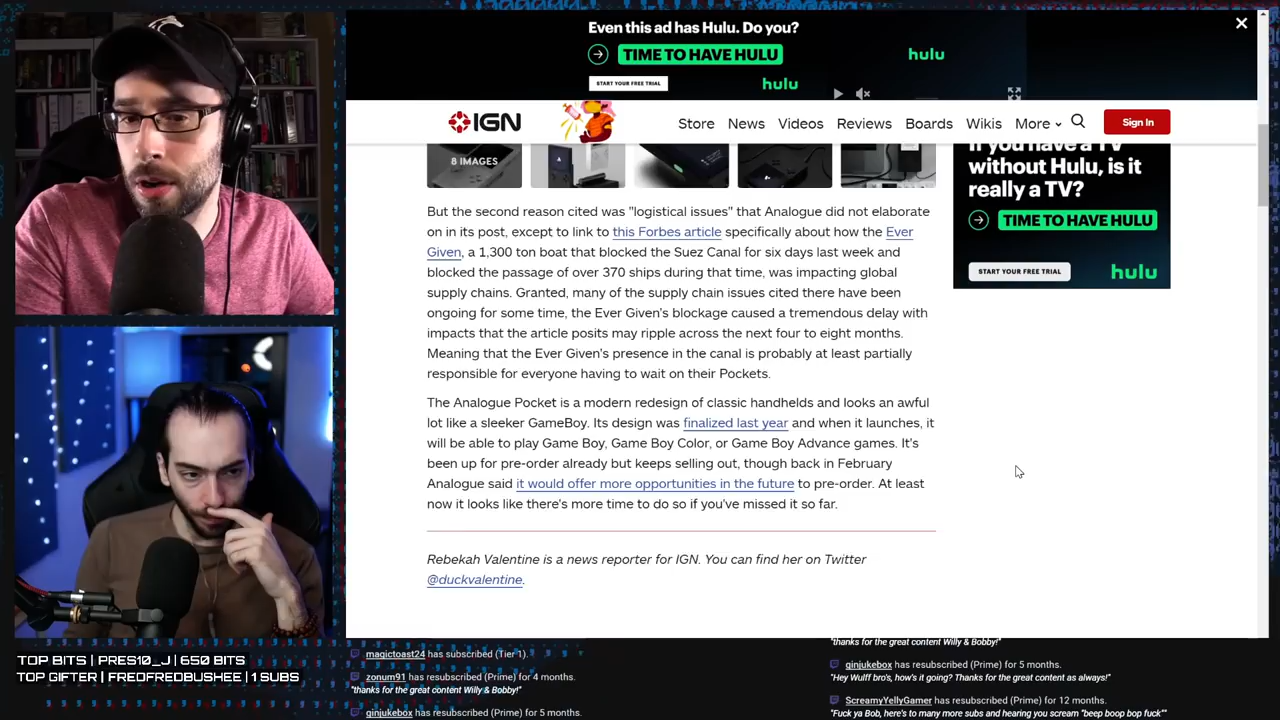 Even this ad has Hulu. Do you?
TIME TO HAVE HULU
hulu
START YOUR FREE TRIAL
hulu
IGN
Store News Videos Reviews Boards Wikis More
Sign In
8 IMAGES
If you have a TV
without Hulu, is it
really a TV?
TIME TO HAVE HULU
START YOUR FREE TRIAL
hulu
But the second reason cited was "logistical issues" that Analogue did not elaborate
on in its post, except to link to this Forbes article specifically about how the Ever
Given, a 1,300 ton boat that blocked the Suez Canal for six days last week and
blocked the passage of over 370 ships during that time, was impacting global
supply chains. Granted, many of the supply chain issues cited there have been
ongoing for some time, the Ever Given's blockage caused a tremendous delay with
impacts that the article posits may ripple across the next four to eight months.
Meaning that the Ever Given's presence in the canal is probably at least partially
responsible for everyone having to wait on their Pockets.
The Analogue Pocket is a modern redesign of classic handhelds and looks an awful
lot like a sleeker GameBoy. Its design was finalized last year and when it launches, it
will be able to play Game Boy, Game Boy Color, or Game Boy Advance games. It's
been up for pre-order already but keeps selling out, though back in February
Analogue said it would offer more opportunities in the future to pre-order. At least
now it looks like there's more time to do so if you've missed it so far.
Rebekah Valentine is a news reporter for IGN. You can find her on Twitter
@duckvalentine.
TOP BITS | PRES10_J | 650 BITS
TOP GIFTER | FREDFREDBUSHEE | 1 SUBS
magictoast24 has subscribed (Tier 1).
zonum91 has resubscribed (Prime) for 4 months.
"thanks for the great content Willy & Bobby!"
ginjukebox has resubscribed (Prime) for 5 months.
"thanks for the great content Willy & Bobby!"
ginjukebox has resubscribed (Prime) for 5 months.
"Hey Wulff bro's, how's it going? Thanks for the great content as always!"
ScreamyYellyGamer has resubscribed (Prime) for 12 months.
"Fuck ya Bob, here's to many more subs and hearing you scream "beep boop bop fuck""